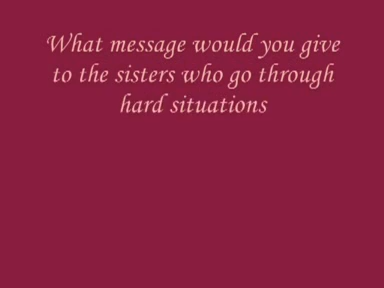 What message would you give
to the sisters who go through
hard situations